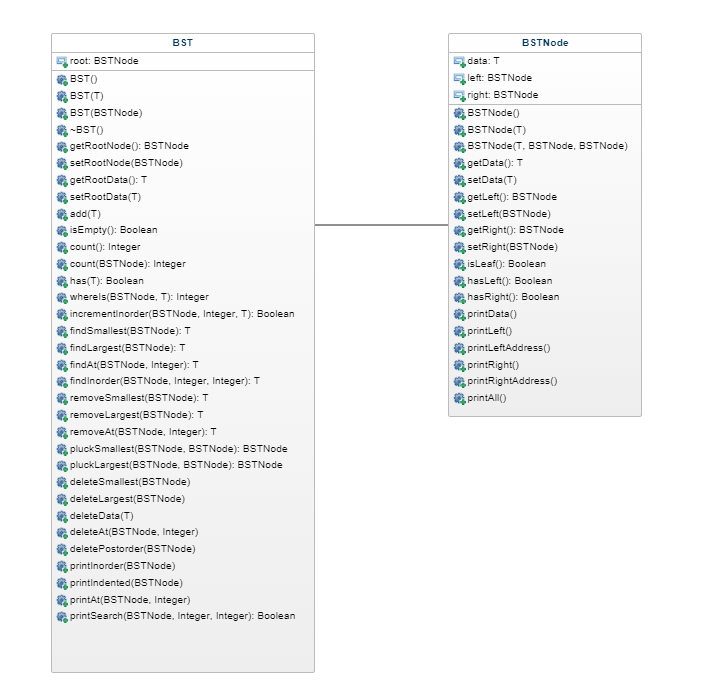 BST
root: BSTNode
BST()
BST(T)
BST(BSTNode)
~BST()
getRootNode(): BSTNode
setRootNode(BSTNode)
getRootData(): T
setRootData(T)
add(T)
isEmpty(): Boolean
count(): Integer
count(BSTNode): Integer
has(T): Boolean
whereIs(BSTNode, T): Integer
incrementInorder(BSTNode, Integer, T): Boolean
findSmallest(BSTNode): T
findLargest(BSTNode): T
findAt(BSTNode, Integer): T
findInorder(BSTNode, Integer, Integer): T
removeSmallest(BSTNode): T
removeLargest(BSTNode): T
removeAt(BSTNode, Integer): T
pluckSmallest(BSTNode, BSTNode): BSTNode
pluckLargest(BSTNode, BSTNode): BSTNode
deleteSmallest(BSTNode)
deleteLargest(BSTNode)
deleteData(T)
deleteAt(BSTNode, Integer)
deletePostorder(BSTNode)
printInorder(BSTNode)
printIndented(BSTNode)
printAt(BSTNode, Integer)
printSearch(BSTNode, Integer, Integer): Boolean
BSTNode
data: T
left: BSTNode
right: BSTNode
BSTNode()
BSTNode(T)
BSTNode(T, BSTNode, BSTNode)
getData(): T
setData(T)
getLeft(): BSTNode
setLeft(BSTNode)
getRight(): BSTNode
setRight(BSTNode)
isLeaf(): Boolean
hasLeft(): Boolean
hasRight(): Boolean
printData()
printLeft()
printLeftAddress()
printRight()
printRightAddress()
printAll()